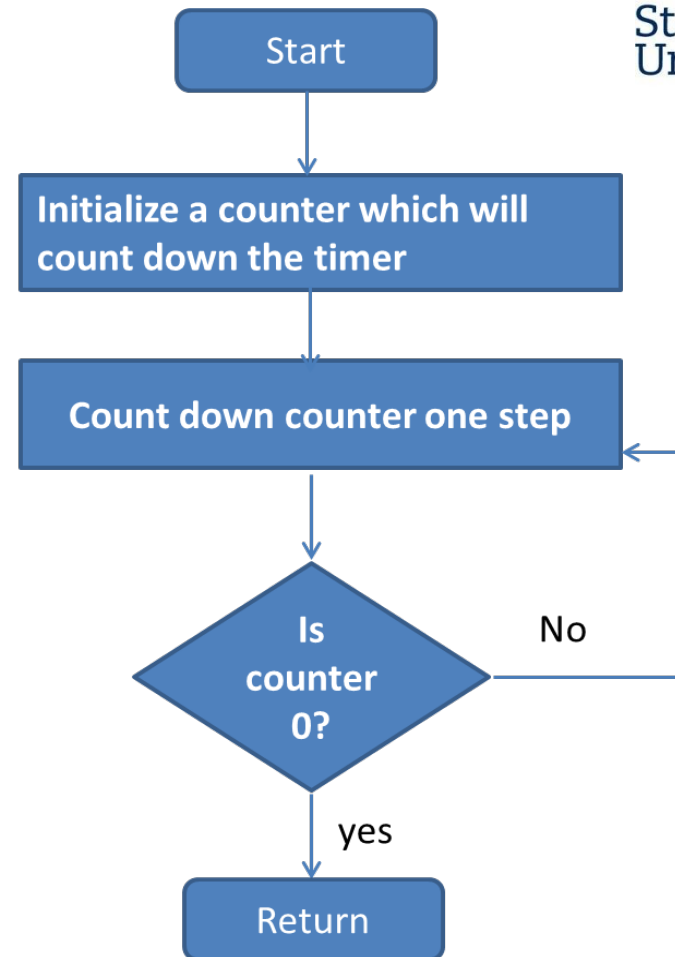 Start
Initialize a counter which will
count down the timer
Count down counter one step
Is
counter
0?
No
yes
Return